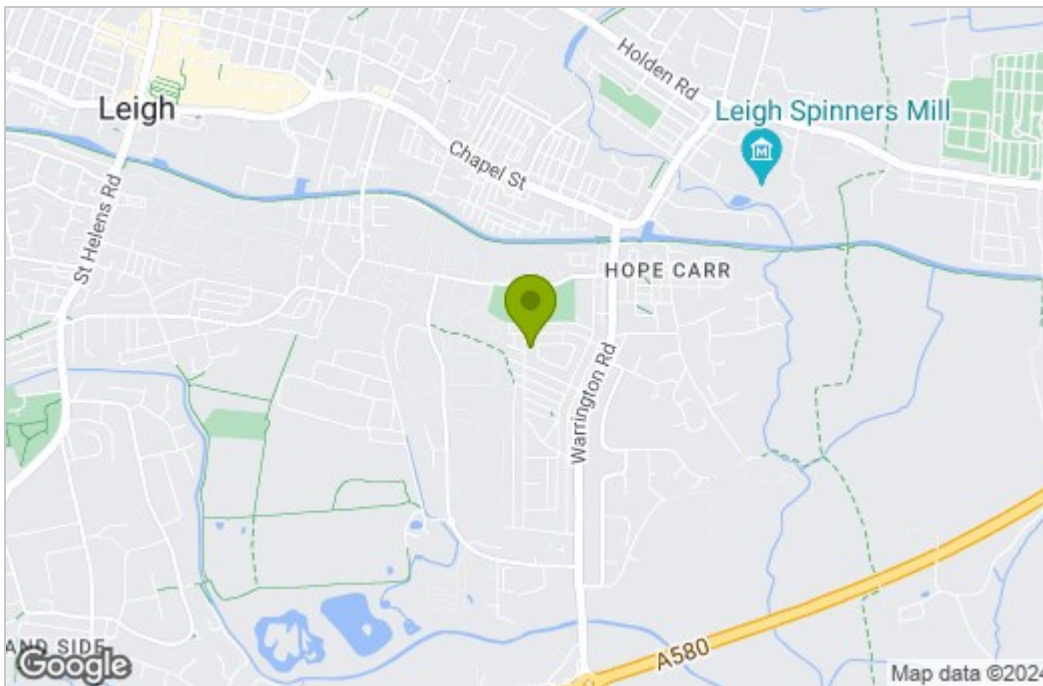 Holden Rd
Leigh
Leigh Spinners Mill
M
Chapel St
St Helens Rd
HOPE CARR
Warrington Rd
A580
AND SIDE
Google
Map data ©2024